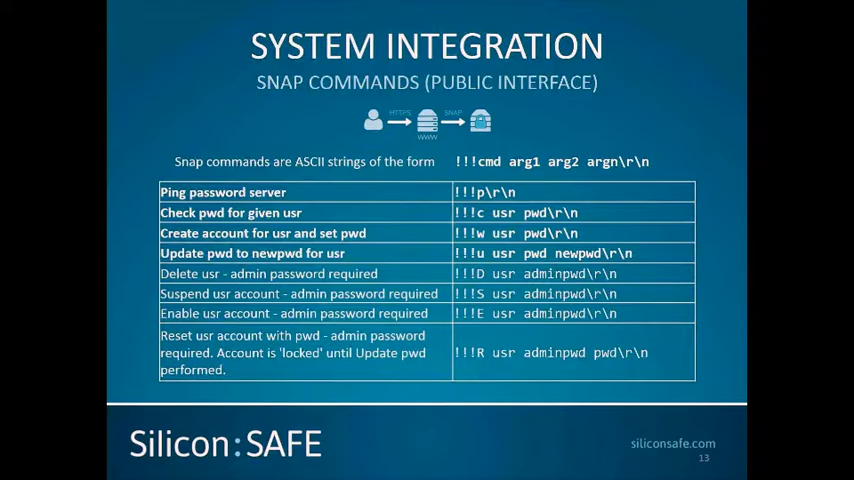 SYSTEM INTEGRATION
SNAP COMMANDS (PUBLIC INTERFACE)
HTTPS SNAP
WWW
Snap commands are ASCII strings of the form !!!cmd arg1 arg2 argn\r\n
Ping password server !!!p\r\n
Check pwd for given usr !!!c usr pwd\r\n
Create account for usr and set pwd !!!w usr pwd\r\n
Update pwd to newpwd for usr !!!u usr pwd newpwd\r\n
Delete usr - admin password required !!!D usr adminpwd\r\n
Suspend usr account - admin password required !!!S usr adminpwd\r\n
Enable usr account - admin password required !!!E usr adminpwd\r\n
Reset usr account with pwd - admin password
required. Account is 'locked' until Update pwd !!!R usr adminpwd pwd\r\n
performed.
Silicon:SAFE
siliconsafe.com
13